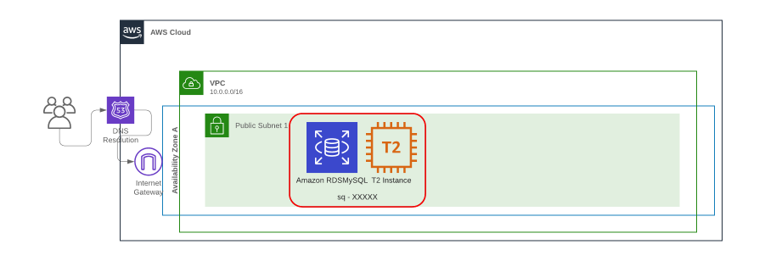 aws
AWS Cloud
VPC
10.0.0.0/16
53
DNS
Resolution
Internet
Gateway
Availability Zone A
Public Subnet 1
T2
Amazon RDSMySQL
T2 Instance
sq - XXXXX